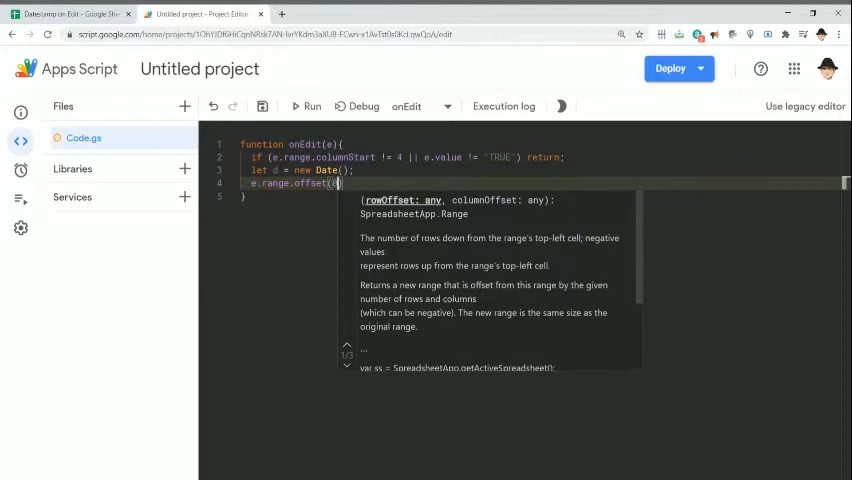 Datestamp on Edit - Google She
Untitled project - Project Editor -
script.google.com/home/projects/
Apps Script
Untitled project
Deploy
Files
Run
Debug
onEdit
Execution log
Use legacy editor
Code.gs
Libraries
Services
1 function onEdit(e){
2 if (e.range.columnStart != 4 || e.value != "TRUE") return;
3 let d = new Date();
4 e.range.offset(0)
5 }
(rowOffset: any, columnOffset: any):
SpreadsheetApp.Range
The number of rows down from the range's top-left cell; negative
values
represent rows up from the range's top-left cell.
Returns a new range that is offset from this range by the given
number of rows and columns
(which can be negative). The new range is the same size as the
original range.
...
1/3
var ss = SpreadsheetApp.getActiveSpreadsheet();